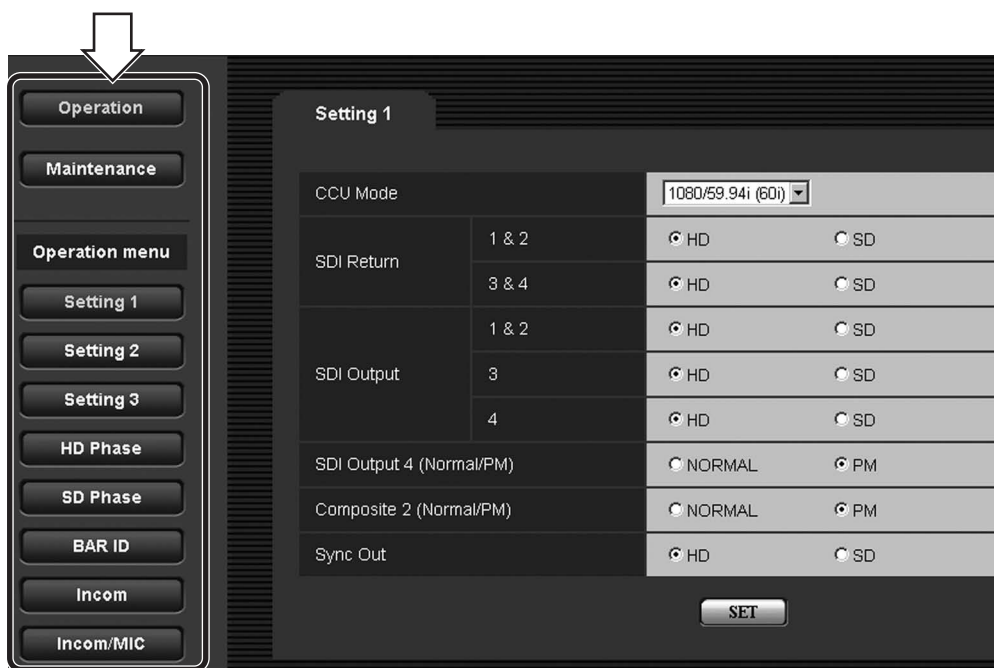 Operation
Maintenance
Operation menu
Setting 1
Setting 2
Setting 3
HD Phase
SD Phase
BAR ID
Incom
Incom/MIC
Setting 1
CCU Mode 1080/59.94i (60i)
SDI Return 1 & 2 HD SD
3 & 4 HD SD
SDI Output 1 & 2 HD SD
3 HD SD
4 HD SD
SDI Output 4 (Normal/PM) NORMAL PM
Composite 2 (Normal/PM) NORMAL PM
Sync Out HD SD
SET